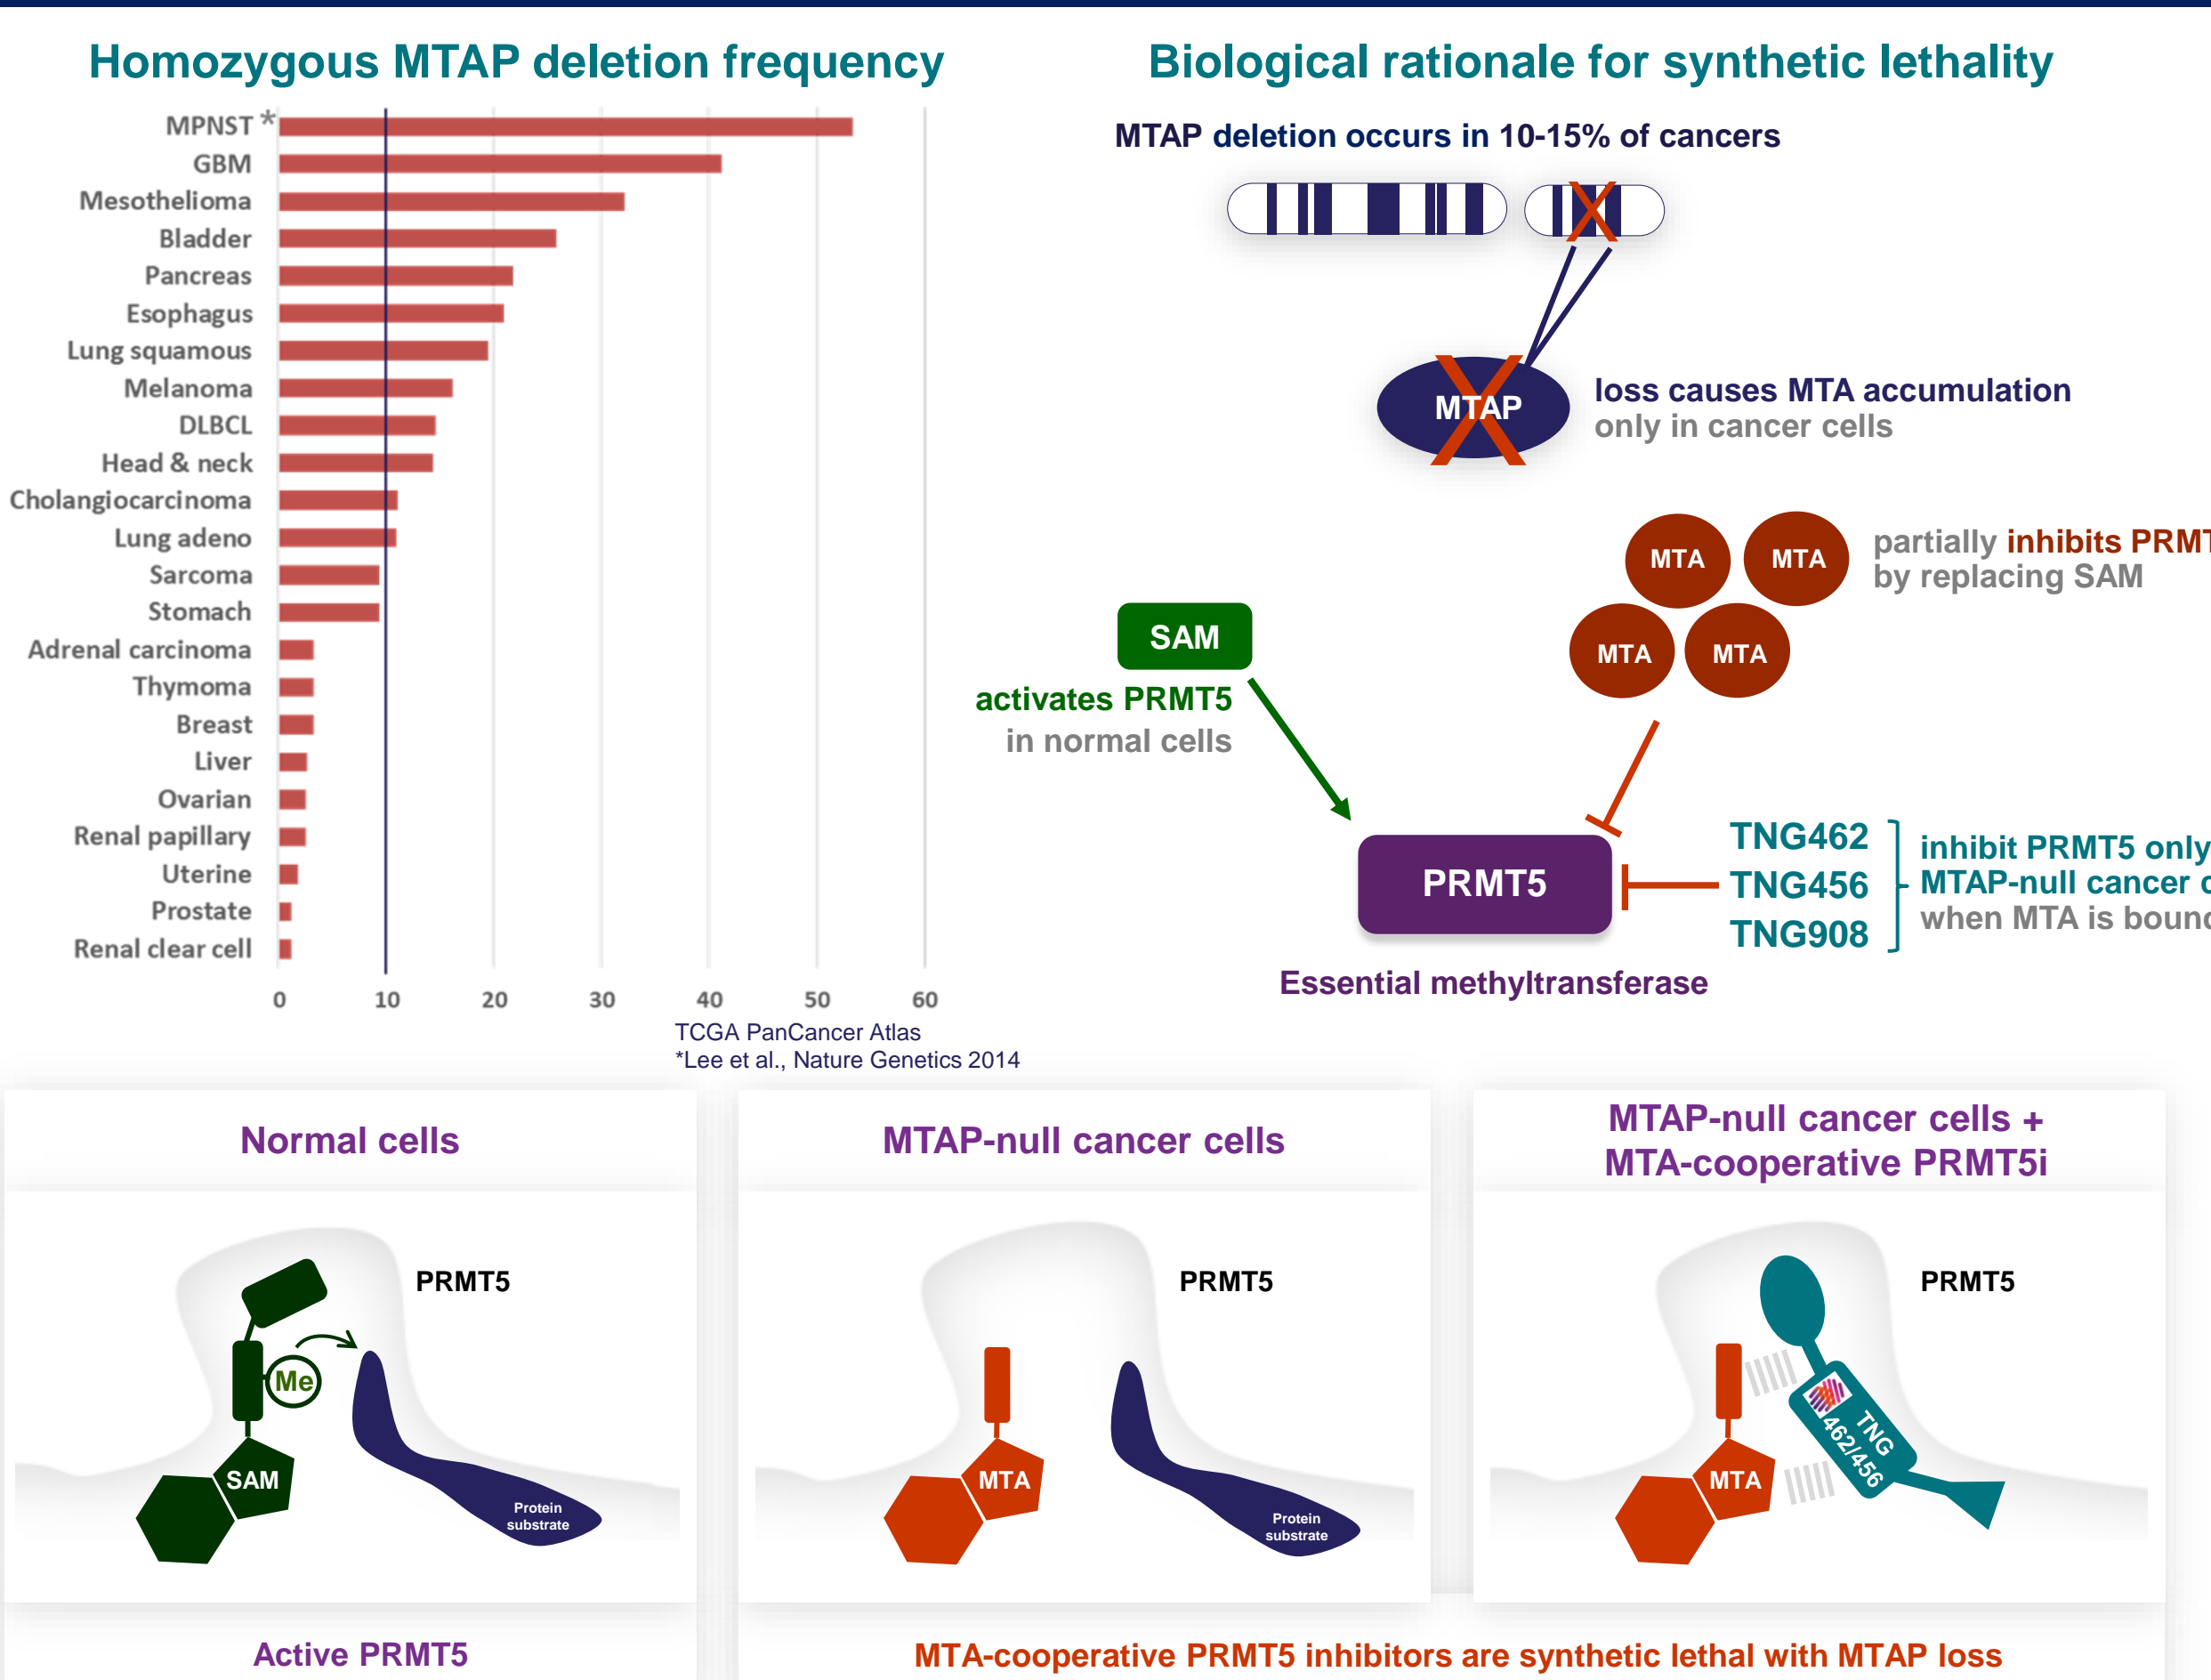 Homozygous MTAP deletion frequency
MPNST *
GBM
Mesothelioma
Bladder
Pancreas
Esophagus
Lung squamous
Melanoma
DLBCL
Head & neck
Cholangiocarcinoma
Lung adeno
Sarcoma
Stomach
Adrenal carcinoma
Thymoma
Breast
Liver
Ovarian
Renal papillary
Uterine
Prostate
Renal clear cell
0 10 20 30 40 50 60
TCGA PanCancer Atlas
*Lee et al., Nature Genetics 2014
Biological rationale for synthetic lethality
MTAP deletion occurs in 10-15% of cancers
MTAP
loss causes MTA accumulation
only in cancer cells
MTA MTA
MTA MTA
partially inhibits PRMT
by replacing SAM
SAM
activates PRMT5
in normal cells
PRMT5
Essential methyltransferase
TNG462
TNG456
TNG908
inhibit PRMT5 only
MTAP-null cancer c
when MTA is bound
Normal cells
PRMT5
Me
SAM
Protein
substrate
Active PRMT5
MTAP-null cancer cells
PRMT5
MTA
Protein
substrate
MTAP-null cancer cells +
MTA-cooperative PRMT5i
PRMT5
MTA
TNG
462/456
MTA-cooperative PRMT5 inhibitors are synthetic lethal with MTAP loss